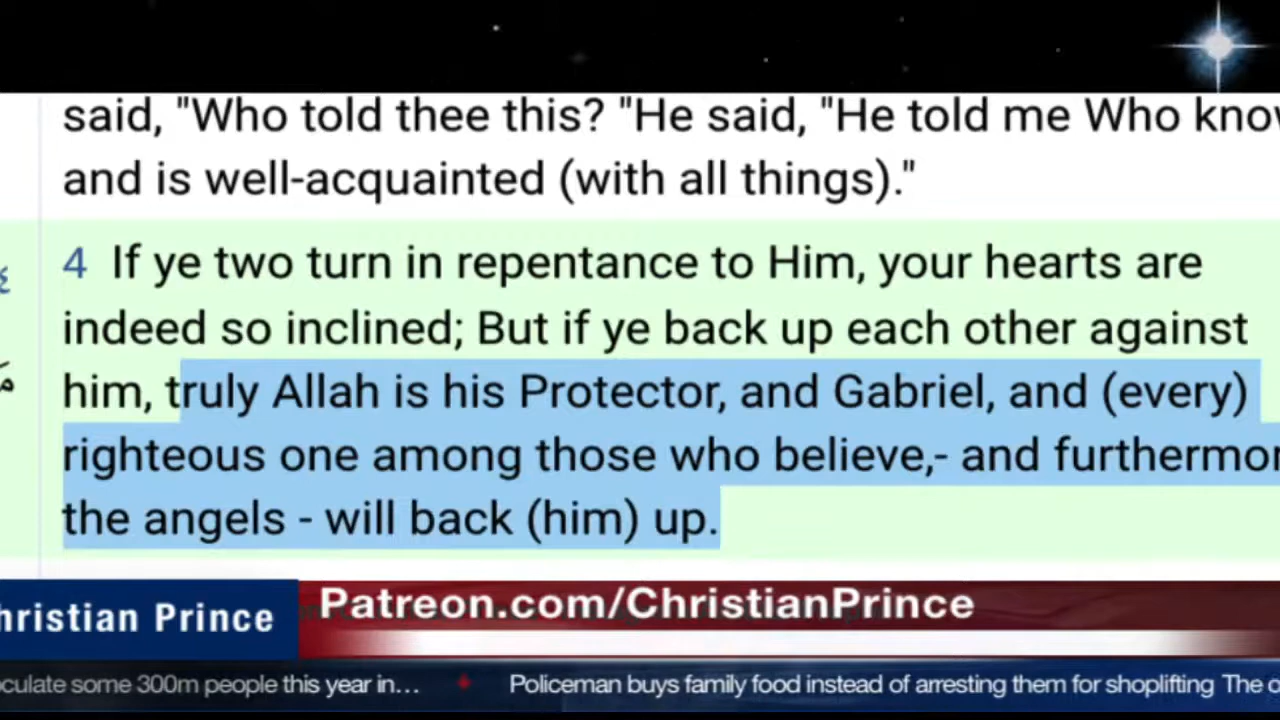 said, "Who told thee this? "He said, "He told me Who know
and is well-acquainted (with all things)."
4 If ye two turn in repentance to Him, your hearts are
indeed so inclined; But if ye back up each other against
him, truly Allah is his Protector, and Gabriel, and (every)
righteous one among those who believe,- and furthermor
the angels - will back (him) up.
hristian Prince
Patreon.com/ChristianPrince
culate some 300m people this year in…
Policeman buys family food instead of arresting them for shoplifting The c